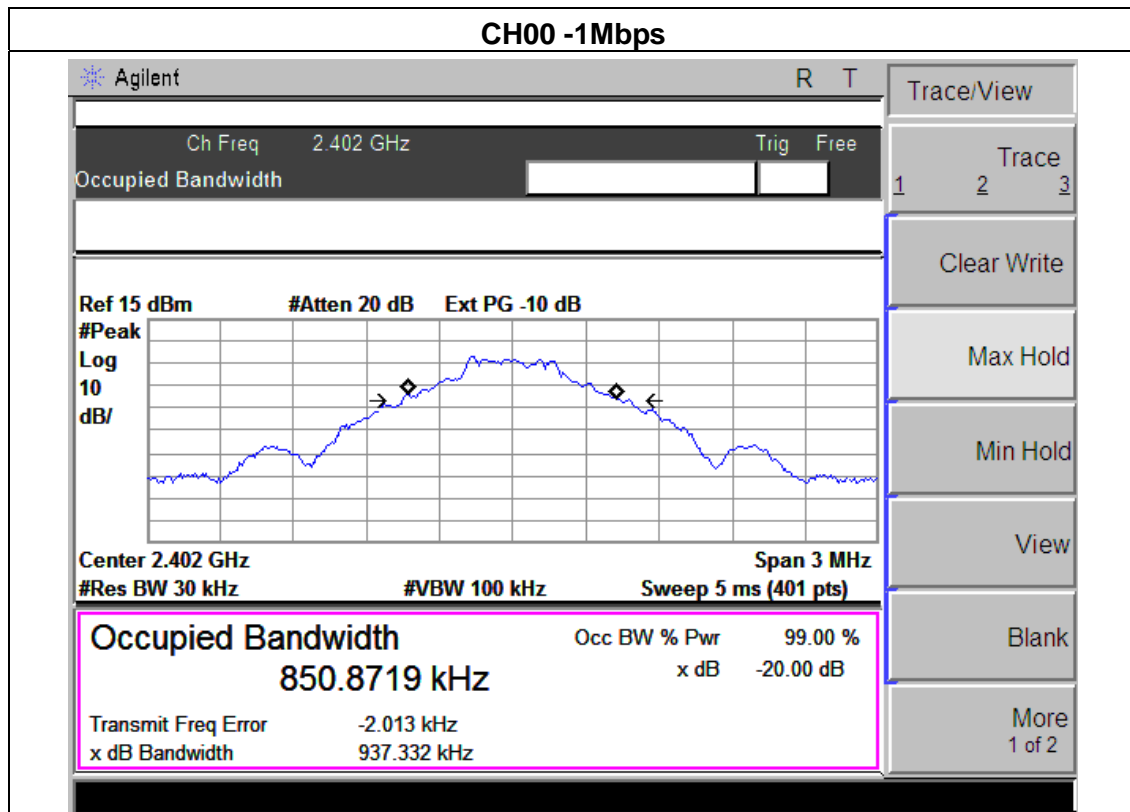 CH00 -1Mbps
Agilent R T
Ch Freq 2.402 GHz Trig Free
Occupied Bandwidth
Ref 15 dBm #Atten 20 dB Ext PG -10 dB
#Peak
Log
10
dB/
Center 2.402 GHz Span 3 MHz
#Res BW 30 kHz #VBW 100 kHz Sweep 5 ms (401 pts)
Occupied Bandwidth Occ BW % Pwr 99.00 %
850.8719 kHz x dB -20.00 dB
Transmit Freq Error -2.013 kHz
x dB Bandwidth 937.332 kHz
Trace/View
Trace
1 2 3
Clear Write
Max Hold
Min Hold
View
Blank
More
1 of 2